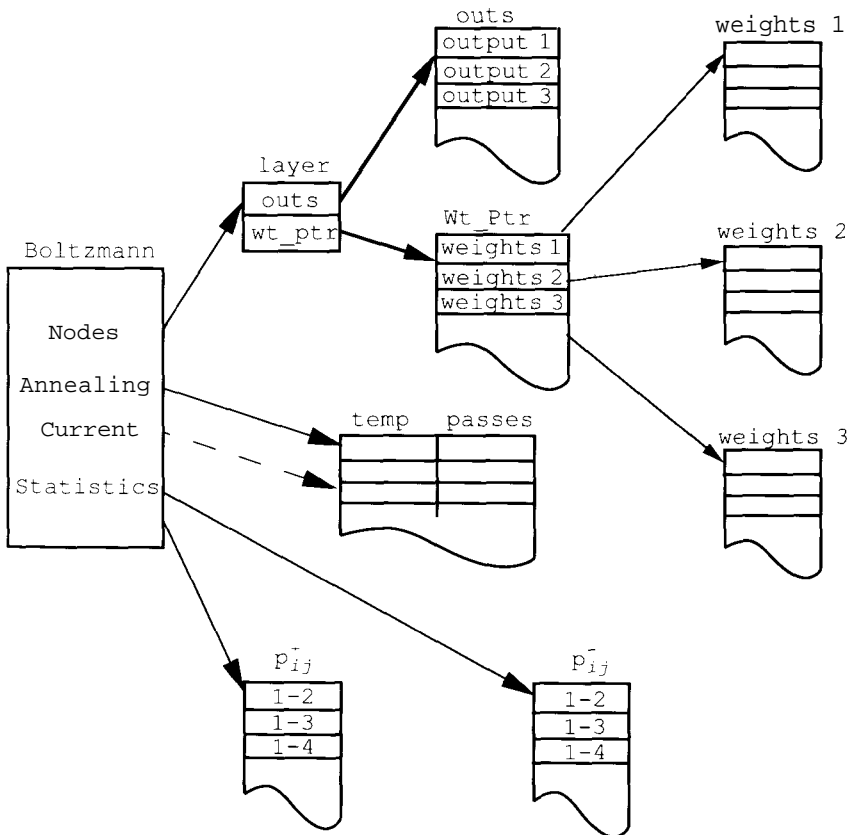 outs
output 1
output 2
output 3
weights 1
layer
outs
wt_ptr
Wt_Ptr
weights 1
weights 2
weights 3
weights 2
Boltzmann
Nodes
Annealing
Current
Statistics
temp passes
weights 3
p⁺ij
1-2
1-3
1-4
p⁻ij
1-2
1-3
1-4